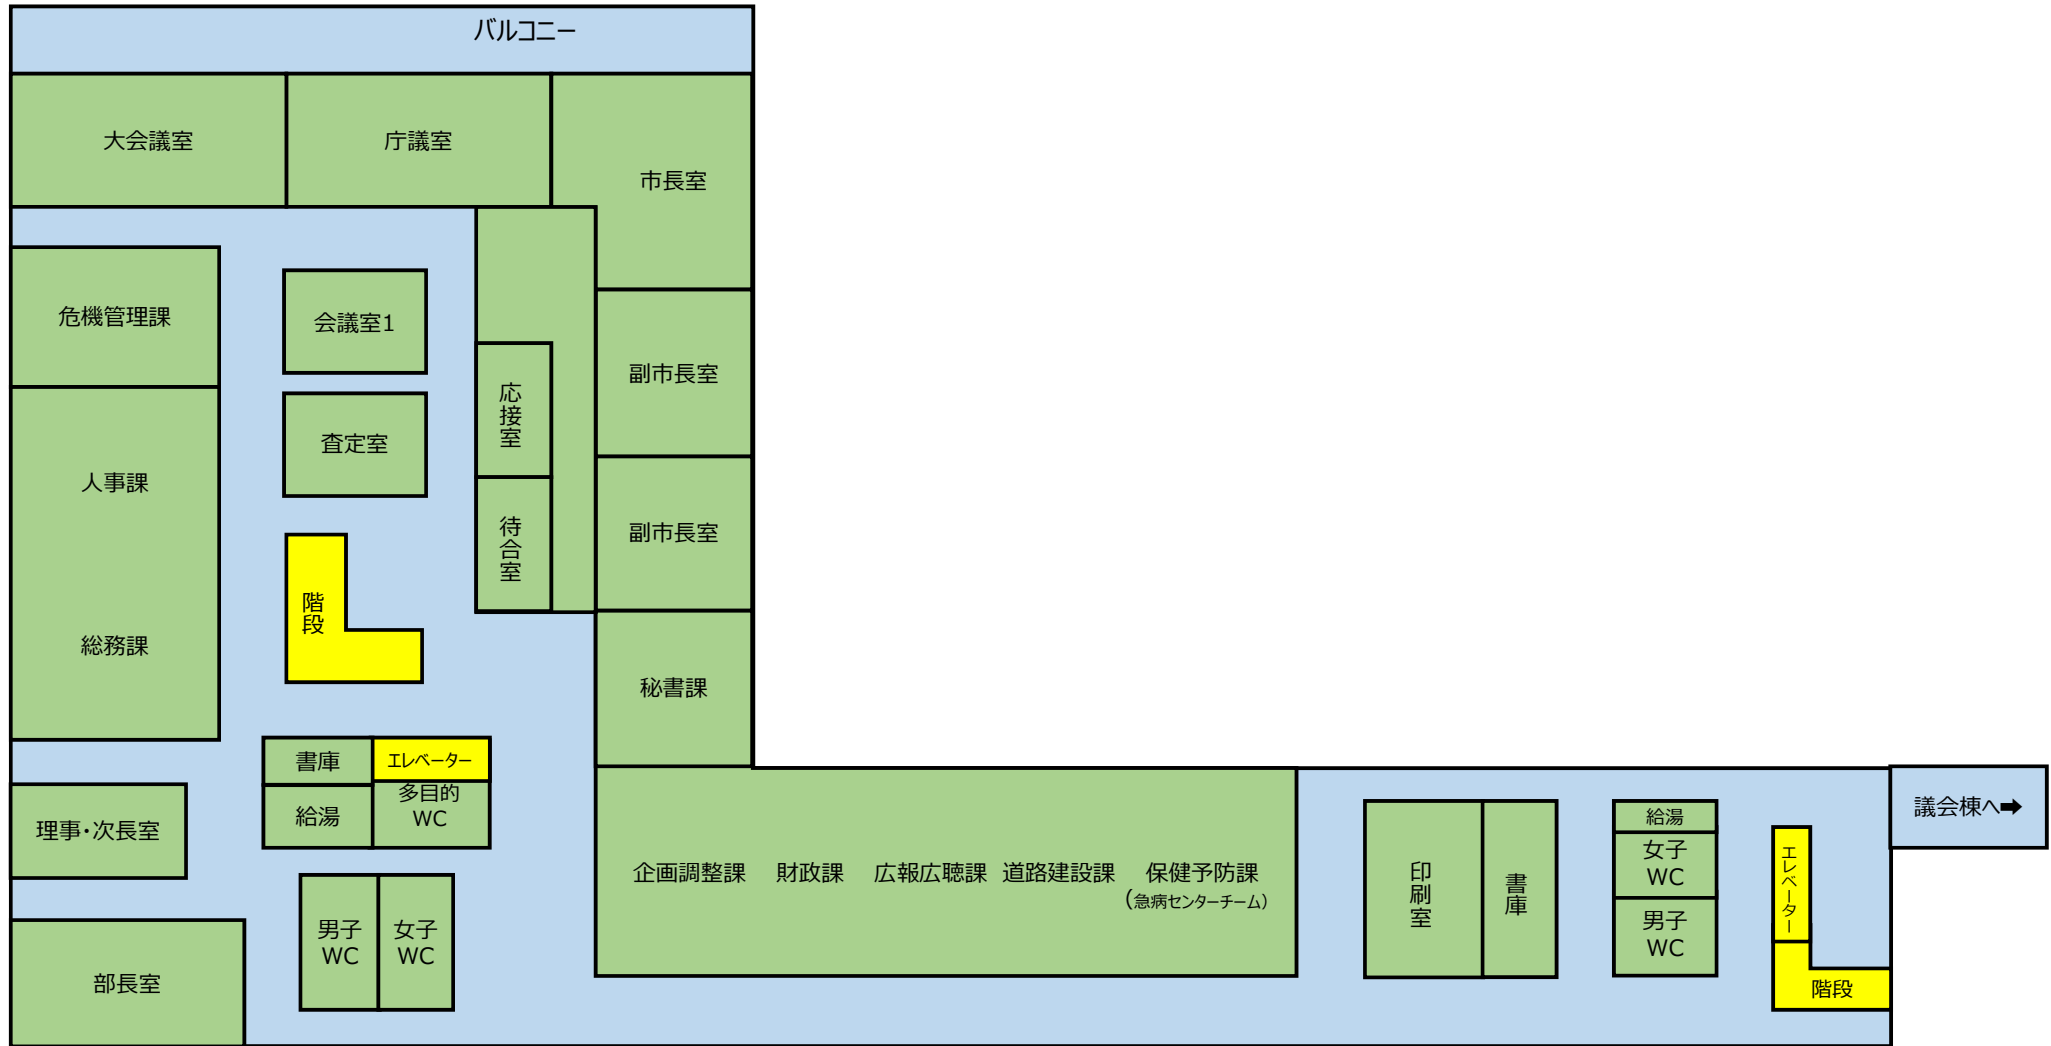 バルコニー
大会議室
庁議室
市長室
危機管理課
会議室1
副市長室
応接室
査定室
人事課
待合室
副市長室
階段
総務課
秘書課
書庫
エレベーター
給湯
多目的
WC
理事・次長室
男子
WC
女子
WC
部長室
企画調整課
財政課
広報広聴課
道路建設課
保健予防課
(急病センターチーム)
印刷室
書庫
給湯
女子
WC
男子
WC
エレベーター
階段
議会棟へ➡